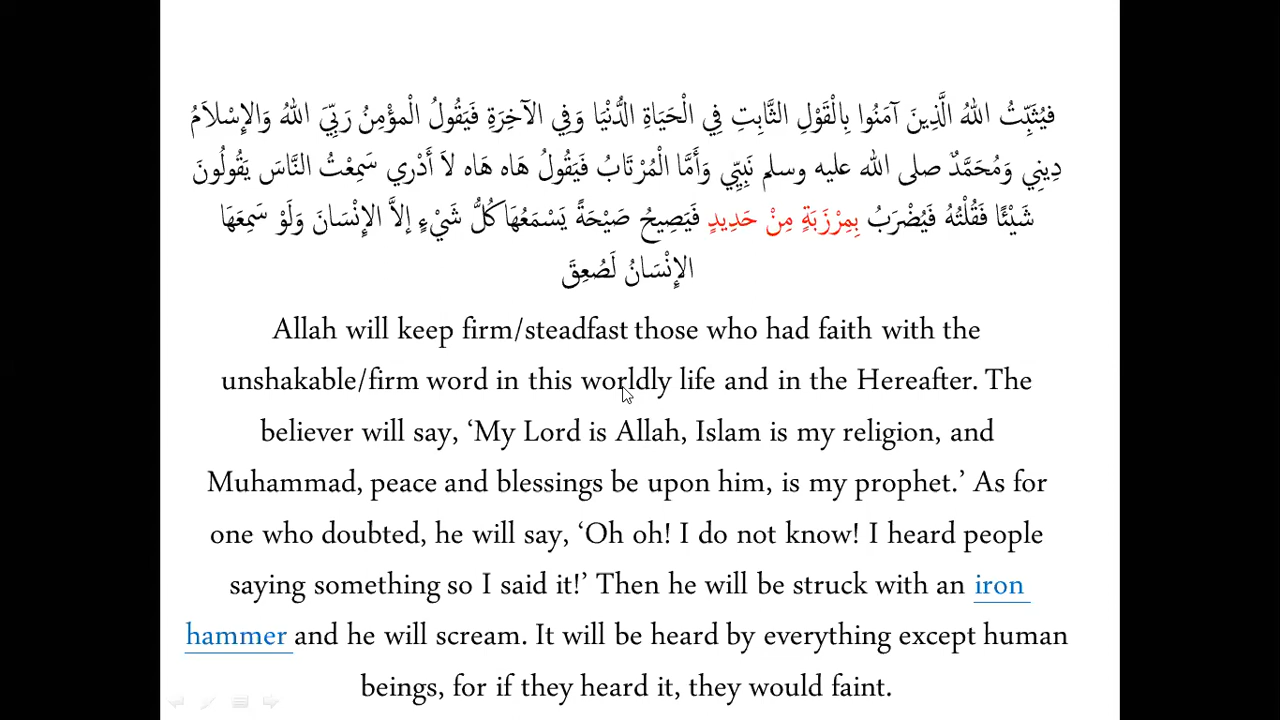 فيُثَبِّتُ اللهُ الَّذِينَ آمَنُوا بِالْقَوْلِ الثَّابِتِ فِي الْحَيَاةِ الدُّنْيَا وَفِي الآخِرَةِ فَيَقُولُ الْمؤْمِنُ رَبِّيَ اللهُ وَالإِسْلاَمُ
دِينِي وَمُحَمَّدٌ صلى الله عليه وسلم نَبِيِّي وَأَمَّا الْمُرْتَابُ فَيَقُولُ هَاه هَاه لاَ أَدْري سَمِعْتُ النَّاسَ يَقُولُونَ
شَيْئًا فَقُلْتُهُ فَيُضْرَبُ بِمِرْزَبَةٍ مِنْ حَدِيدٍ فَيَصِيحُ صَيْحَةً يَسْمَعُهَا كُلُّ شَيْءٍ إلاَّ الإِنْسَانَ وَلَوْ سَمِعَهَا
الإِنْسَانُ لَصُعِقَ
Allah will keep firm/steadfast those who had faith with the
unshakable/firm word in this worldly life and in the Hereafter. The
believer will say, ‘My Lord is Allah, Islam is my religion, and
Muhammad, peace and blessings be upon him, is my prophet.’ As for
one who doubted, he will say, ‘Oh oh! I do not know! I heard people
saying something so I said it!’ Then he will be struck with an iron
hammer and he will scream. It will be heard by everything except human
beings, for if they heard it, they would faint.